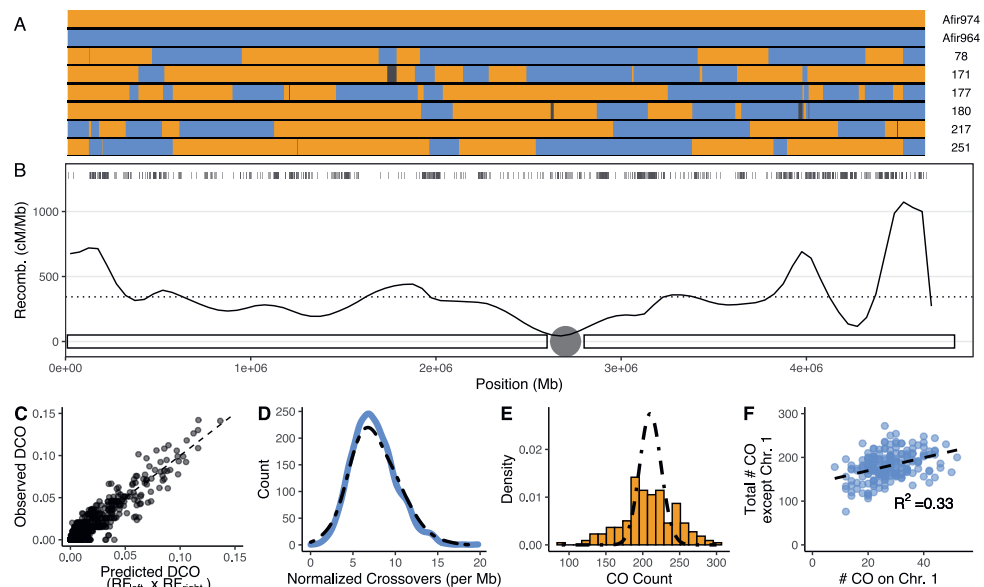 A
Afir974
Afir964
78
171
177
180
217
251
B
Recomb. (cM/Mb)
1000
500
0
0e+00 1e+06 2e+06 3e+06 4e+06
Position (Mb)
C
Observed DCO
0.15
0.10
0.05
0.00
0.00 0.05 0.10 0.15
Predicted DCO
D
Count
250
200
150
100
50
0
0 5 10 15 20
Normalized Crossovers (per Mb)
E
Density
0.02
0.01
0.00
100 150 200 250 300
CO Count
F
Total # CO
except Chr. 1
300
200
100
0
R² =0.33
0 20 40
# CO on Chr. 1